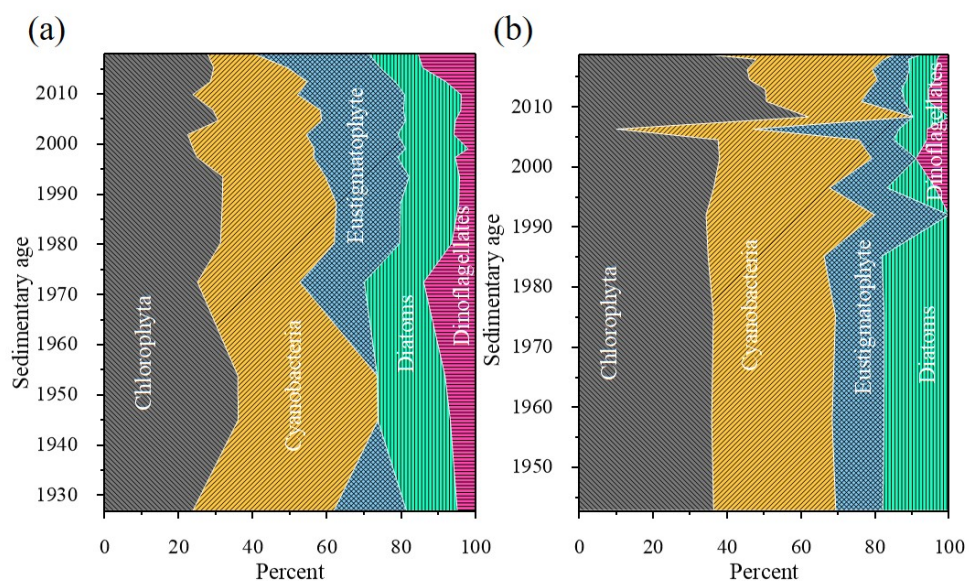 (a)
Sedimentary age
2010
2000
1990
1980
1970
1960
1950
1940
1930
Chlorophyta
Cyanobacteria
Eustigmatophyte
Diatoms
Dinoflagellates
0 20 40 60 80 100
Percent
(b)
Sedimentary age
2010
2000
1990
1980
1970
1960
1950
Chlorophyta
Cyanobacteria
Eustigmatophyte
Diatoms
Dinoflagellates
0 20 40 60 80 100
Percent